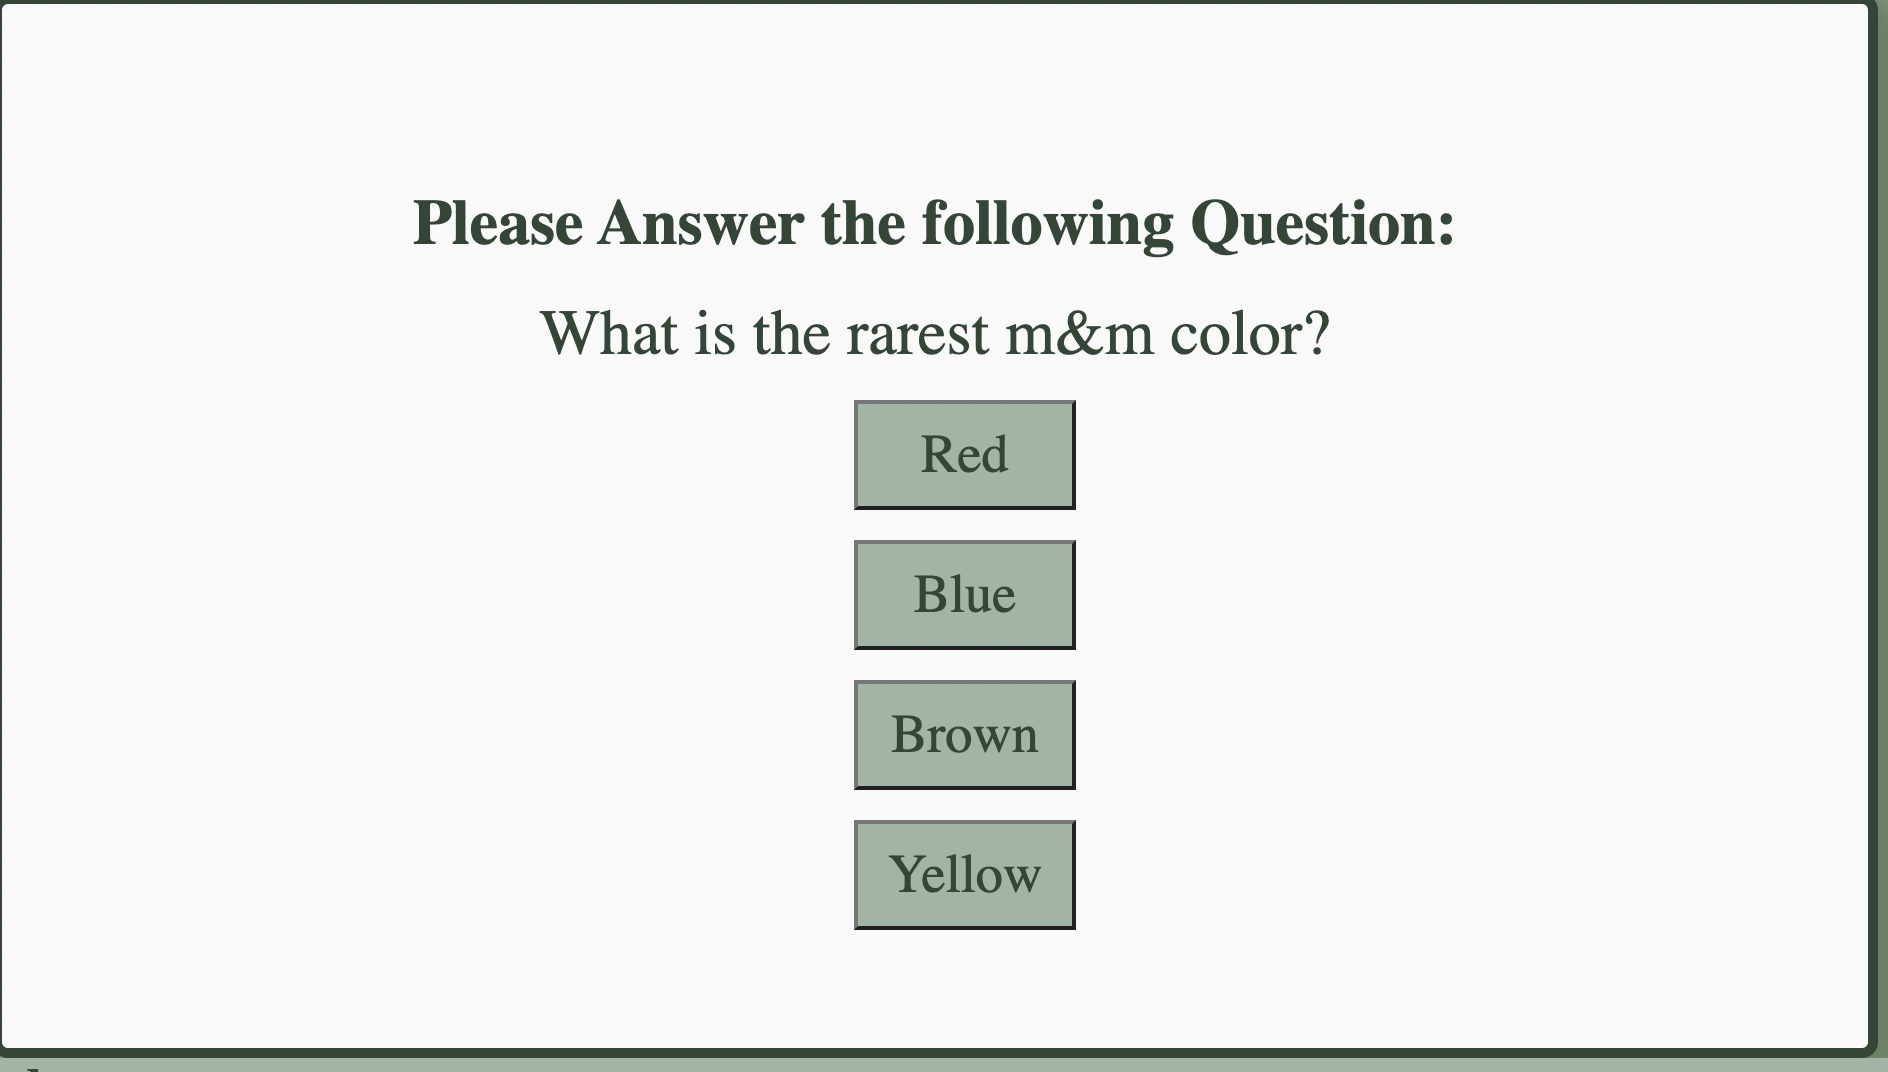 Please Answer the following Question:
What is the rarest m&m color?
Red
Blue
Brown
Yellow